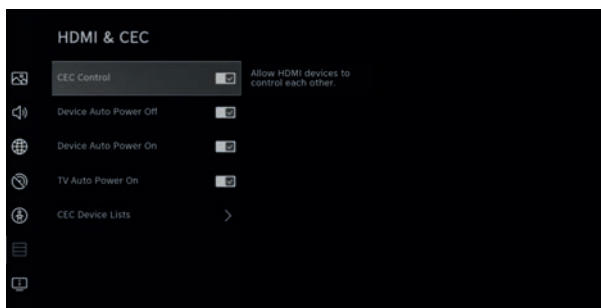 HDMI & CEC
CEC Control
Allow HDMI devices to
control each other.
Device Auto Power Off
Device Auto Power On
TV Auto Power On
CEC Device Lists